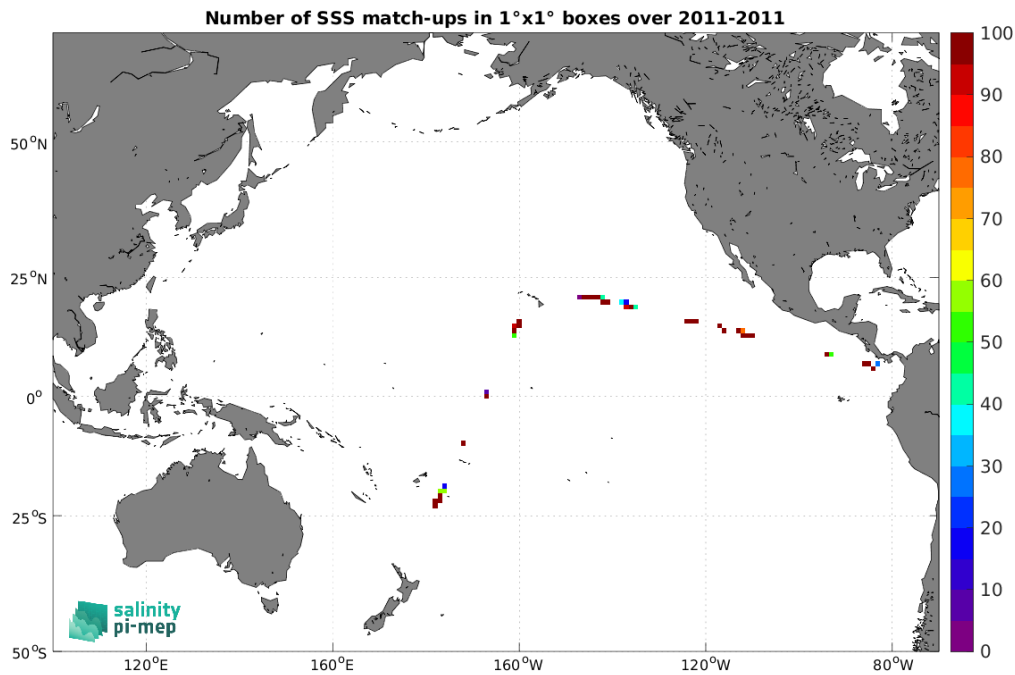 Number of SSS match-ups in 1°x1° boxes over 2011-2011
50°N
25°N
0°
25°S
50°S
120°E
160°E
160°W
120°W
80°W
100
90
80
70
60
50
40
30
20
10
0
salinity
pi-mep